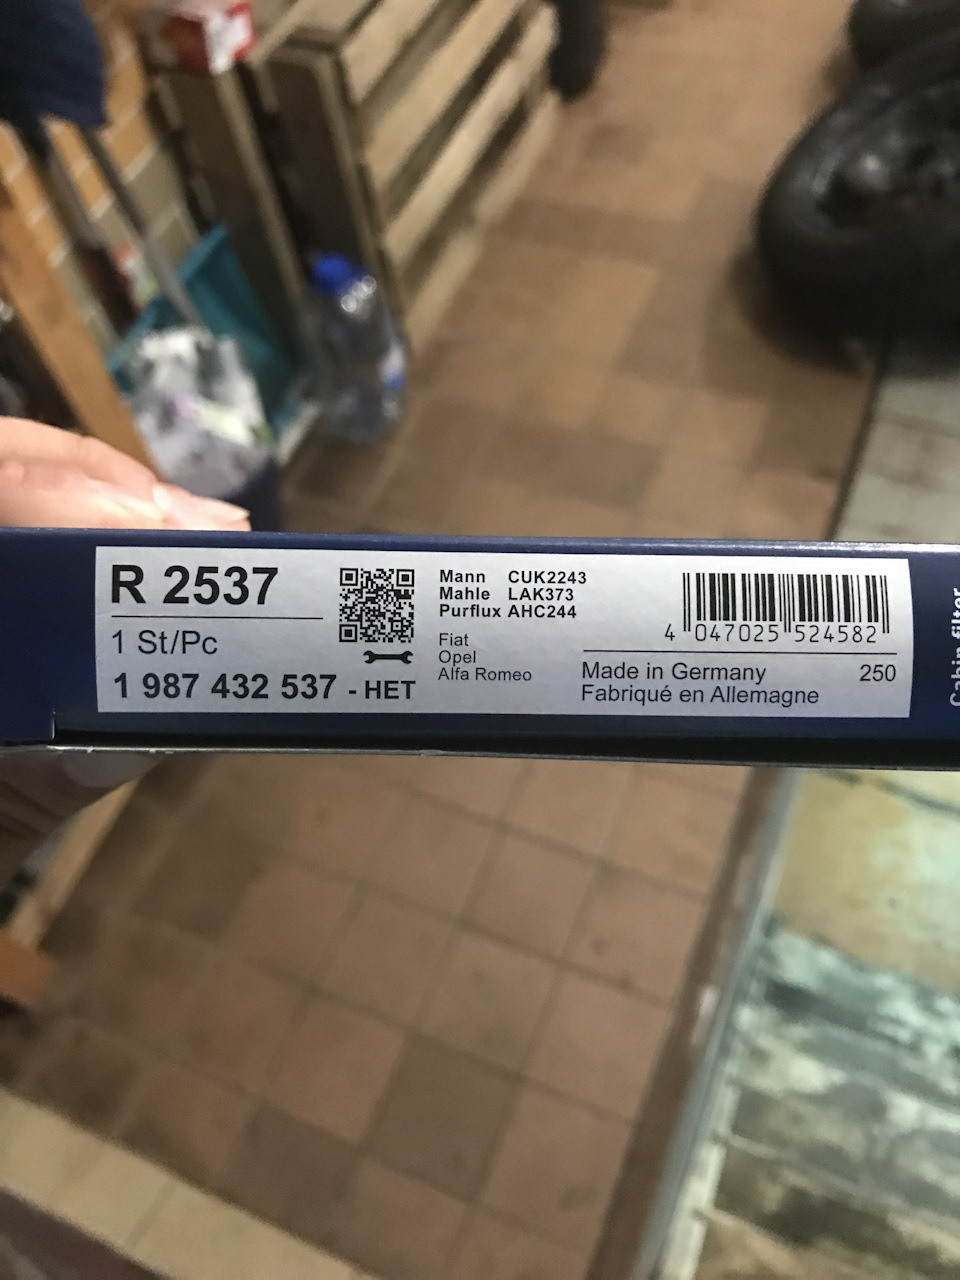 R 2537
1 St/Pc
1 987 432 537 - HET
Mann CUK2243
Mahle LAK373
Purflux AHC244
Fiat
Opel
Alfa Romeo
4 047025 524582
Made in Germany 250
Fabriqué en Allemagne
Cabin filter